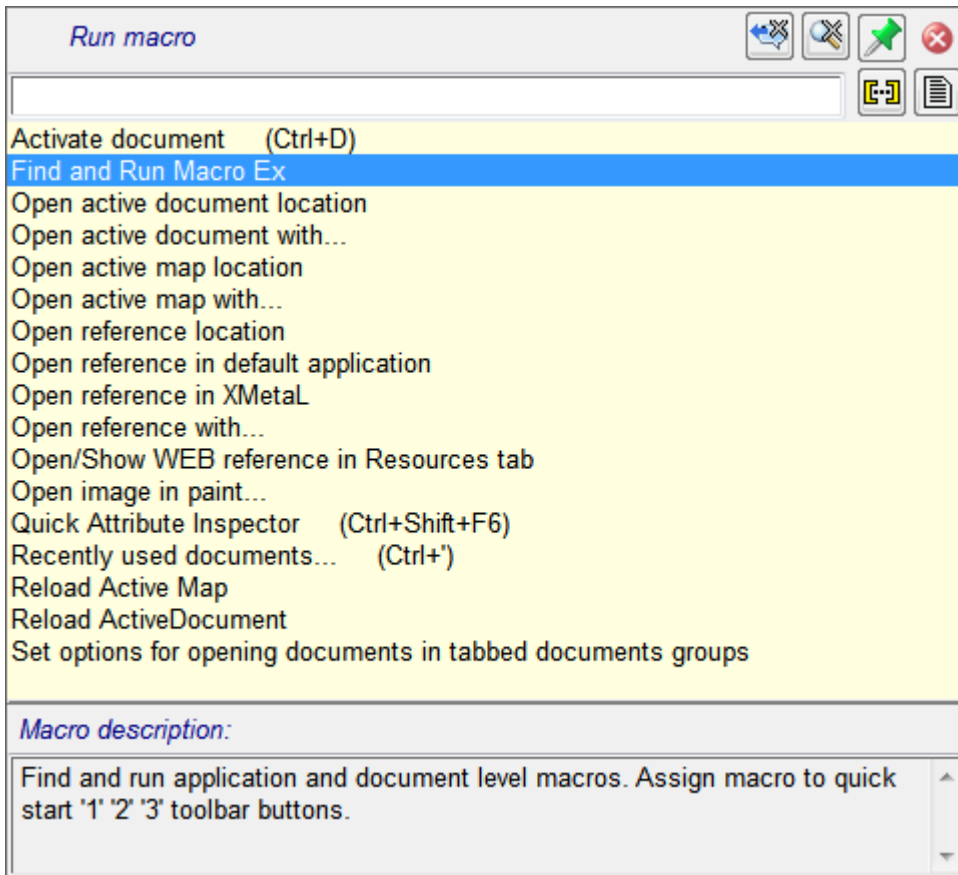 Run macro
Activate document (Ctrl+D)
Find and Run Macro Ex
Open active document location
Open active document with...
Open active map location
Open active map with...
Open reference location
Open reference in default application
Open reference in XMetaL
Open reference with...
Open/Show WEB reference in Resources tab
Open image in paint...
Quick Attribute Inspector (Ctrl+Shift+F6)
Recently used documents... (Ctrl+')
Reload Active Map
Reload ActiveDocument
Set options for opening documents in tabbed documents groups
Macro description:
Find and run application and document level macros. Assign macro to quick
start '1' '2' '3' toolbar buttons.